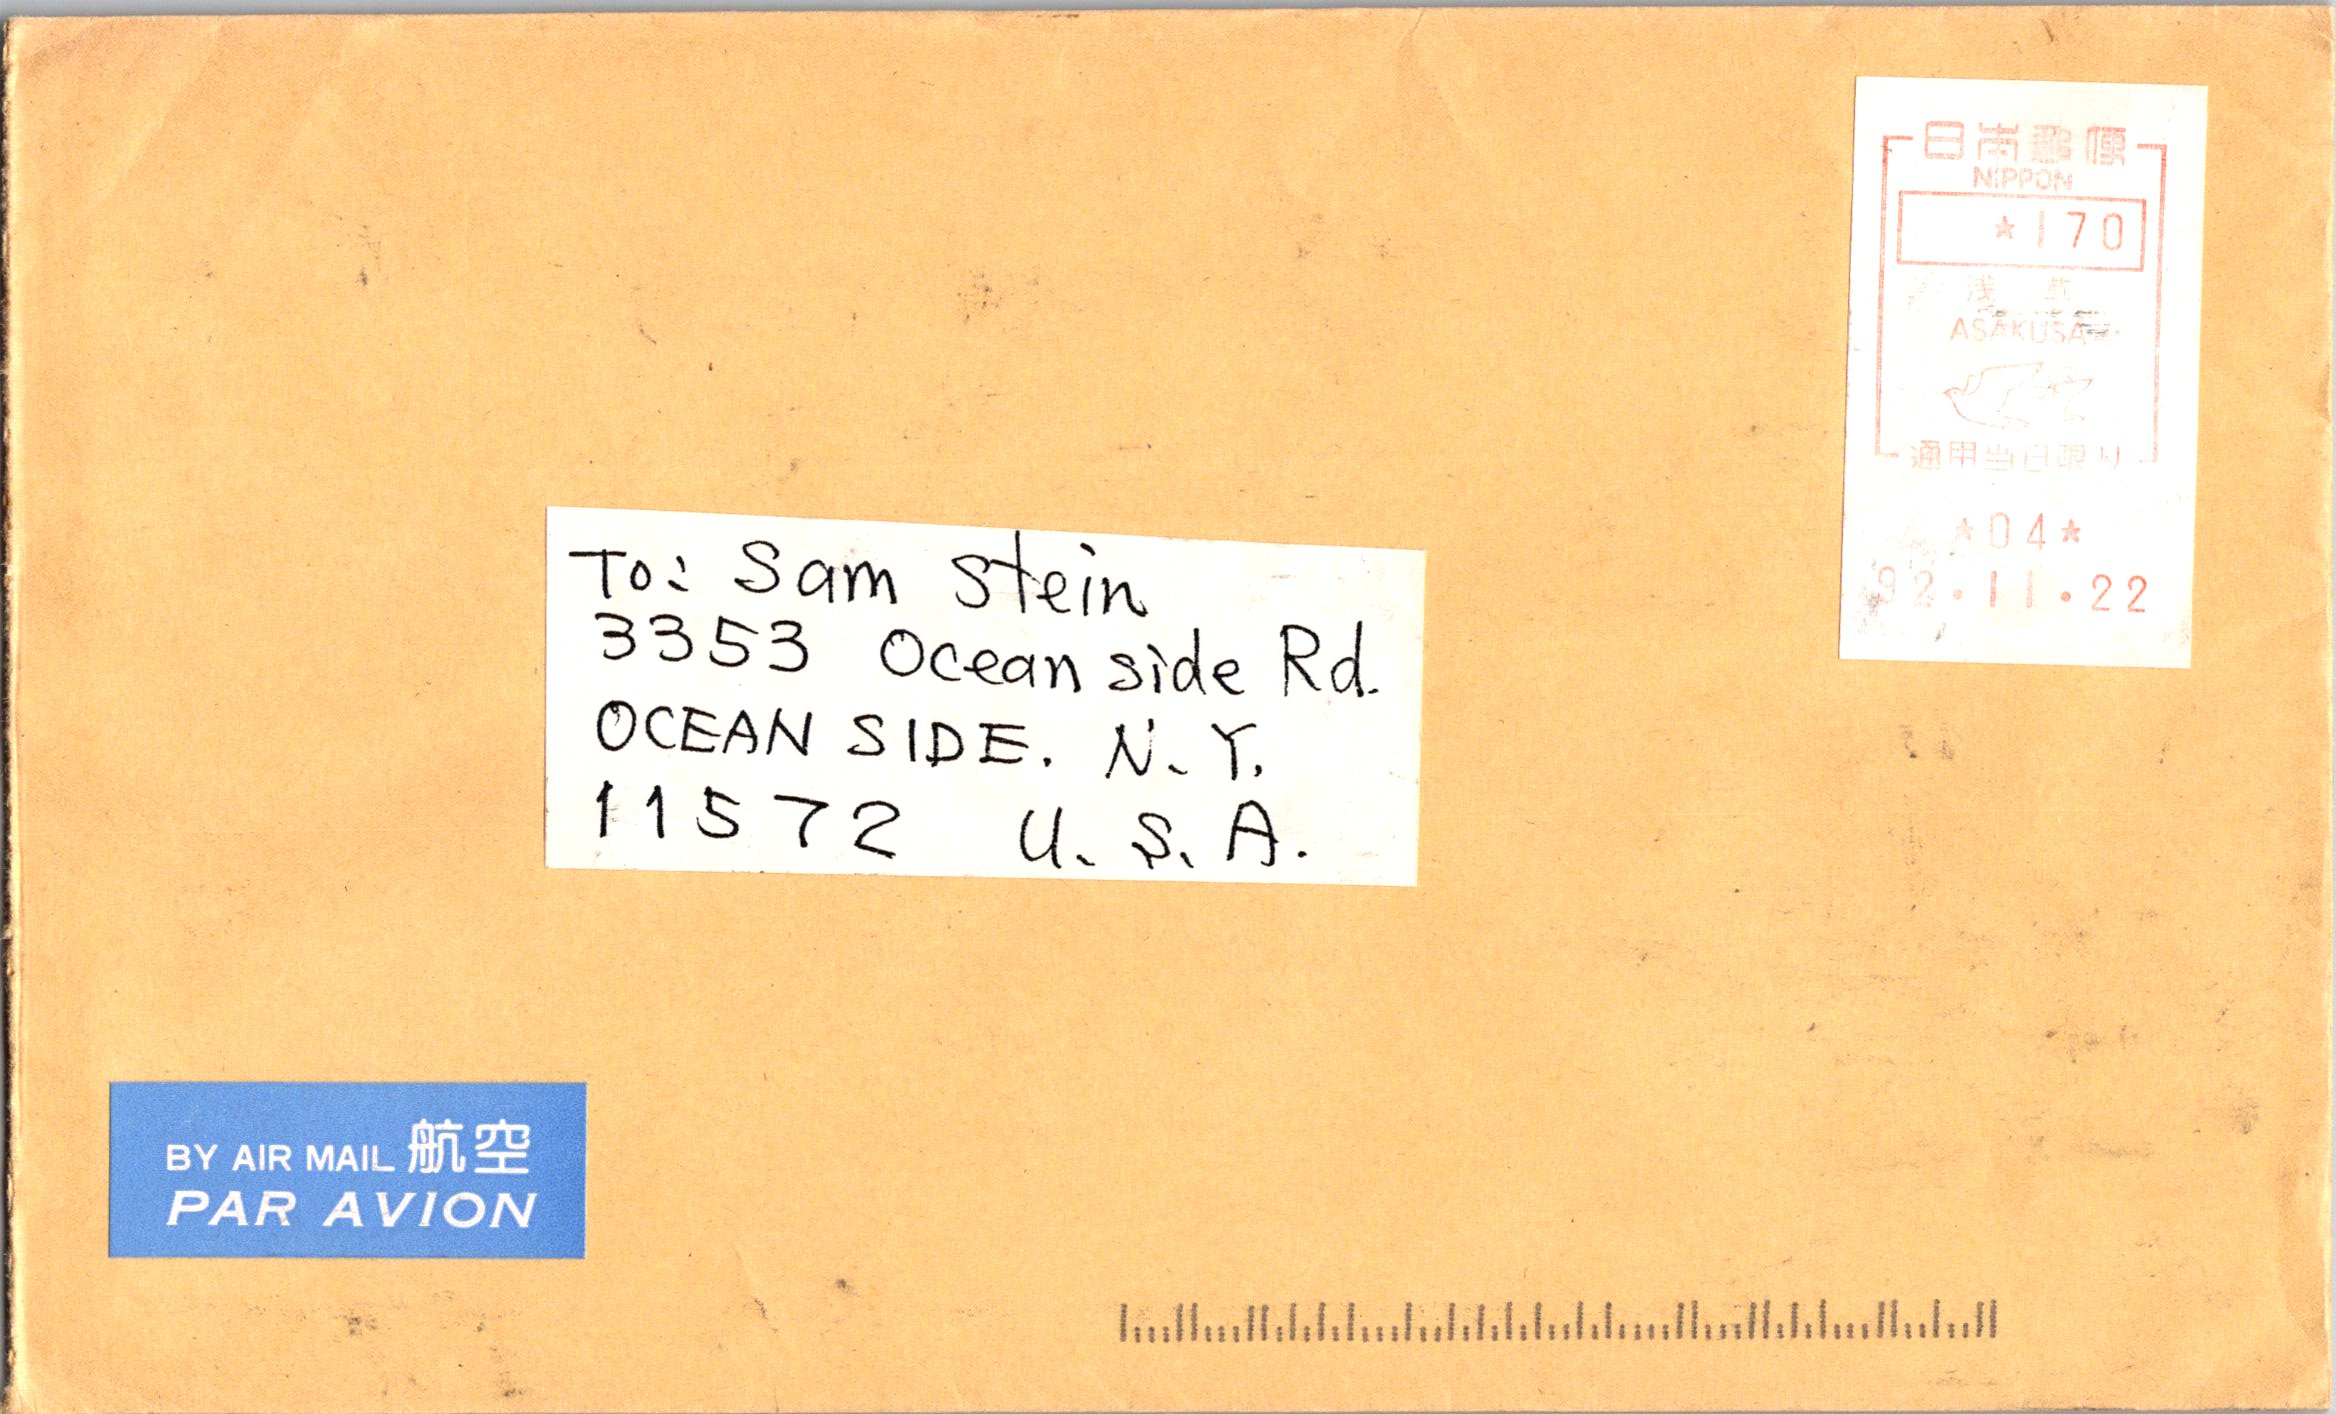 日本郵便
NIPPON
*170
浅草
ASAKUSA
通用当日限り
*04*
92.11.22
To: Sam Stein
3353 Ocean side Rd.
OCEAN SIDE. N.Y.
11572 U.S.A.
BY AIR MAIL 航空
PAR AVION